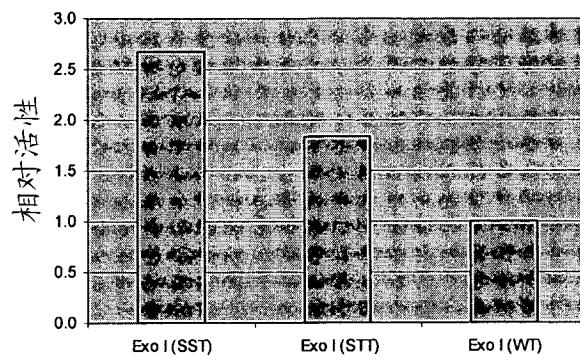 3.0
2.5
2.0
1.5
1.0
0.5
0.0
相对活性
Exo I (SST)
Exo I (STT)
Exo I (WT)